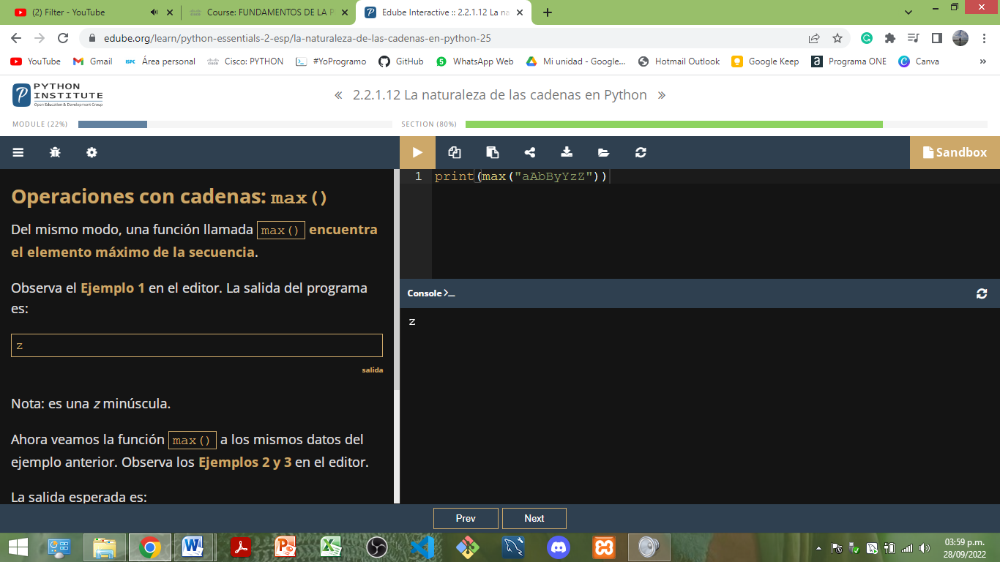 (2) Filter - YouTube
Course: FUNDAMENTOS DE LA P
Edube Interactive :: 2.2.1.12 La na
edube.org/learn/python-essentials-2-esp/la-naturaleza-de-las-cadenas-en-python-25
YouTube
Gmail
ISPC Área personal
Cisco: PYTHON
#YoProgramo
GitHub
5 WhatsApp Web
Mi unidad - Google...
Hotmail Outlook
Google Keep
a Programa ONE
Canva
»
PYTHON
INSTITUTE
Open Education & Development Group
« 2.2.1.12 La naturaleza de las cadenas en Python »
MODULE (22%)
SECTION (80%)
Sandbox
Operaciones con cadenas: max()
Del mismo modo, una función llamada max() encuentra
el elemento máximo de la secuencia.
Observa el Ejemplo 1 en el editor. La salida del programa
es:
z
salida
Nota: es una z minúscula.
Ahora veamos la función max() a los mismos datos del
ejemplo anterior. Observa los Ejemplos 2 y 3 en el editor.
La salida esperada es:
1 print(max("aAbByYzZ"))
Console >_
z
Prev
Next
03:59 p.m.
28/09/2022